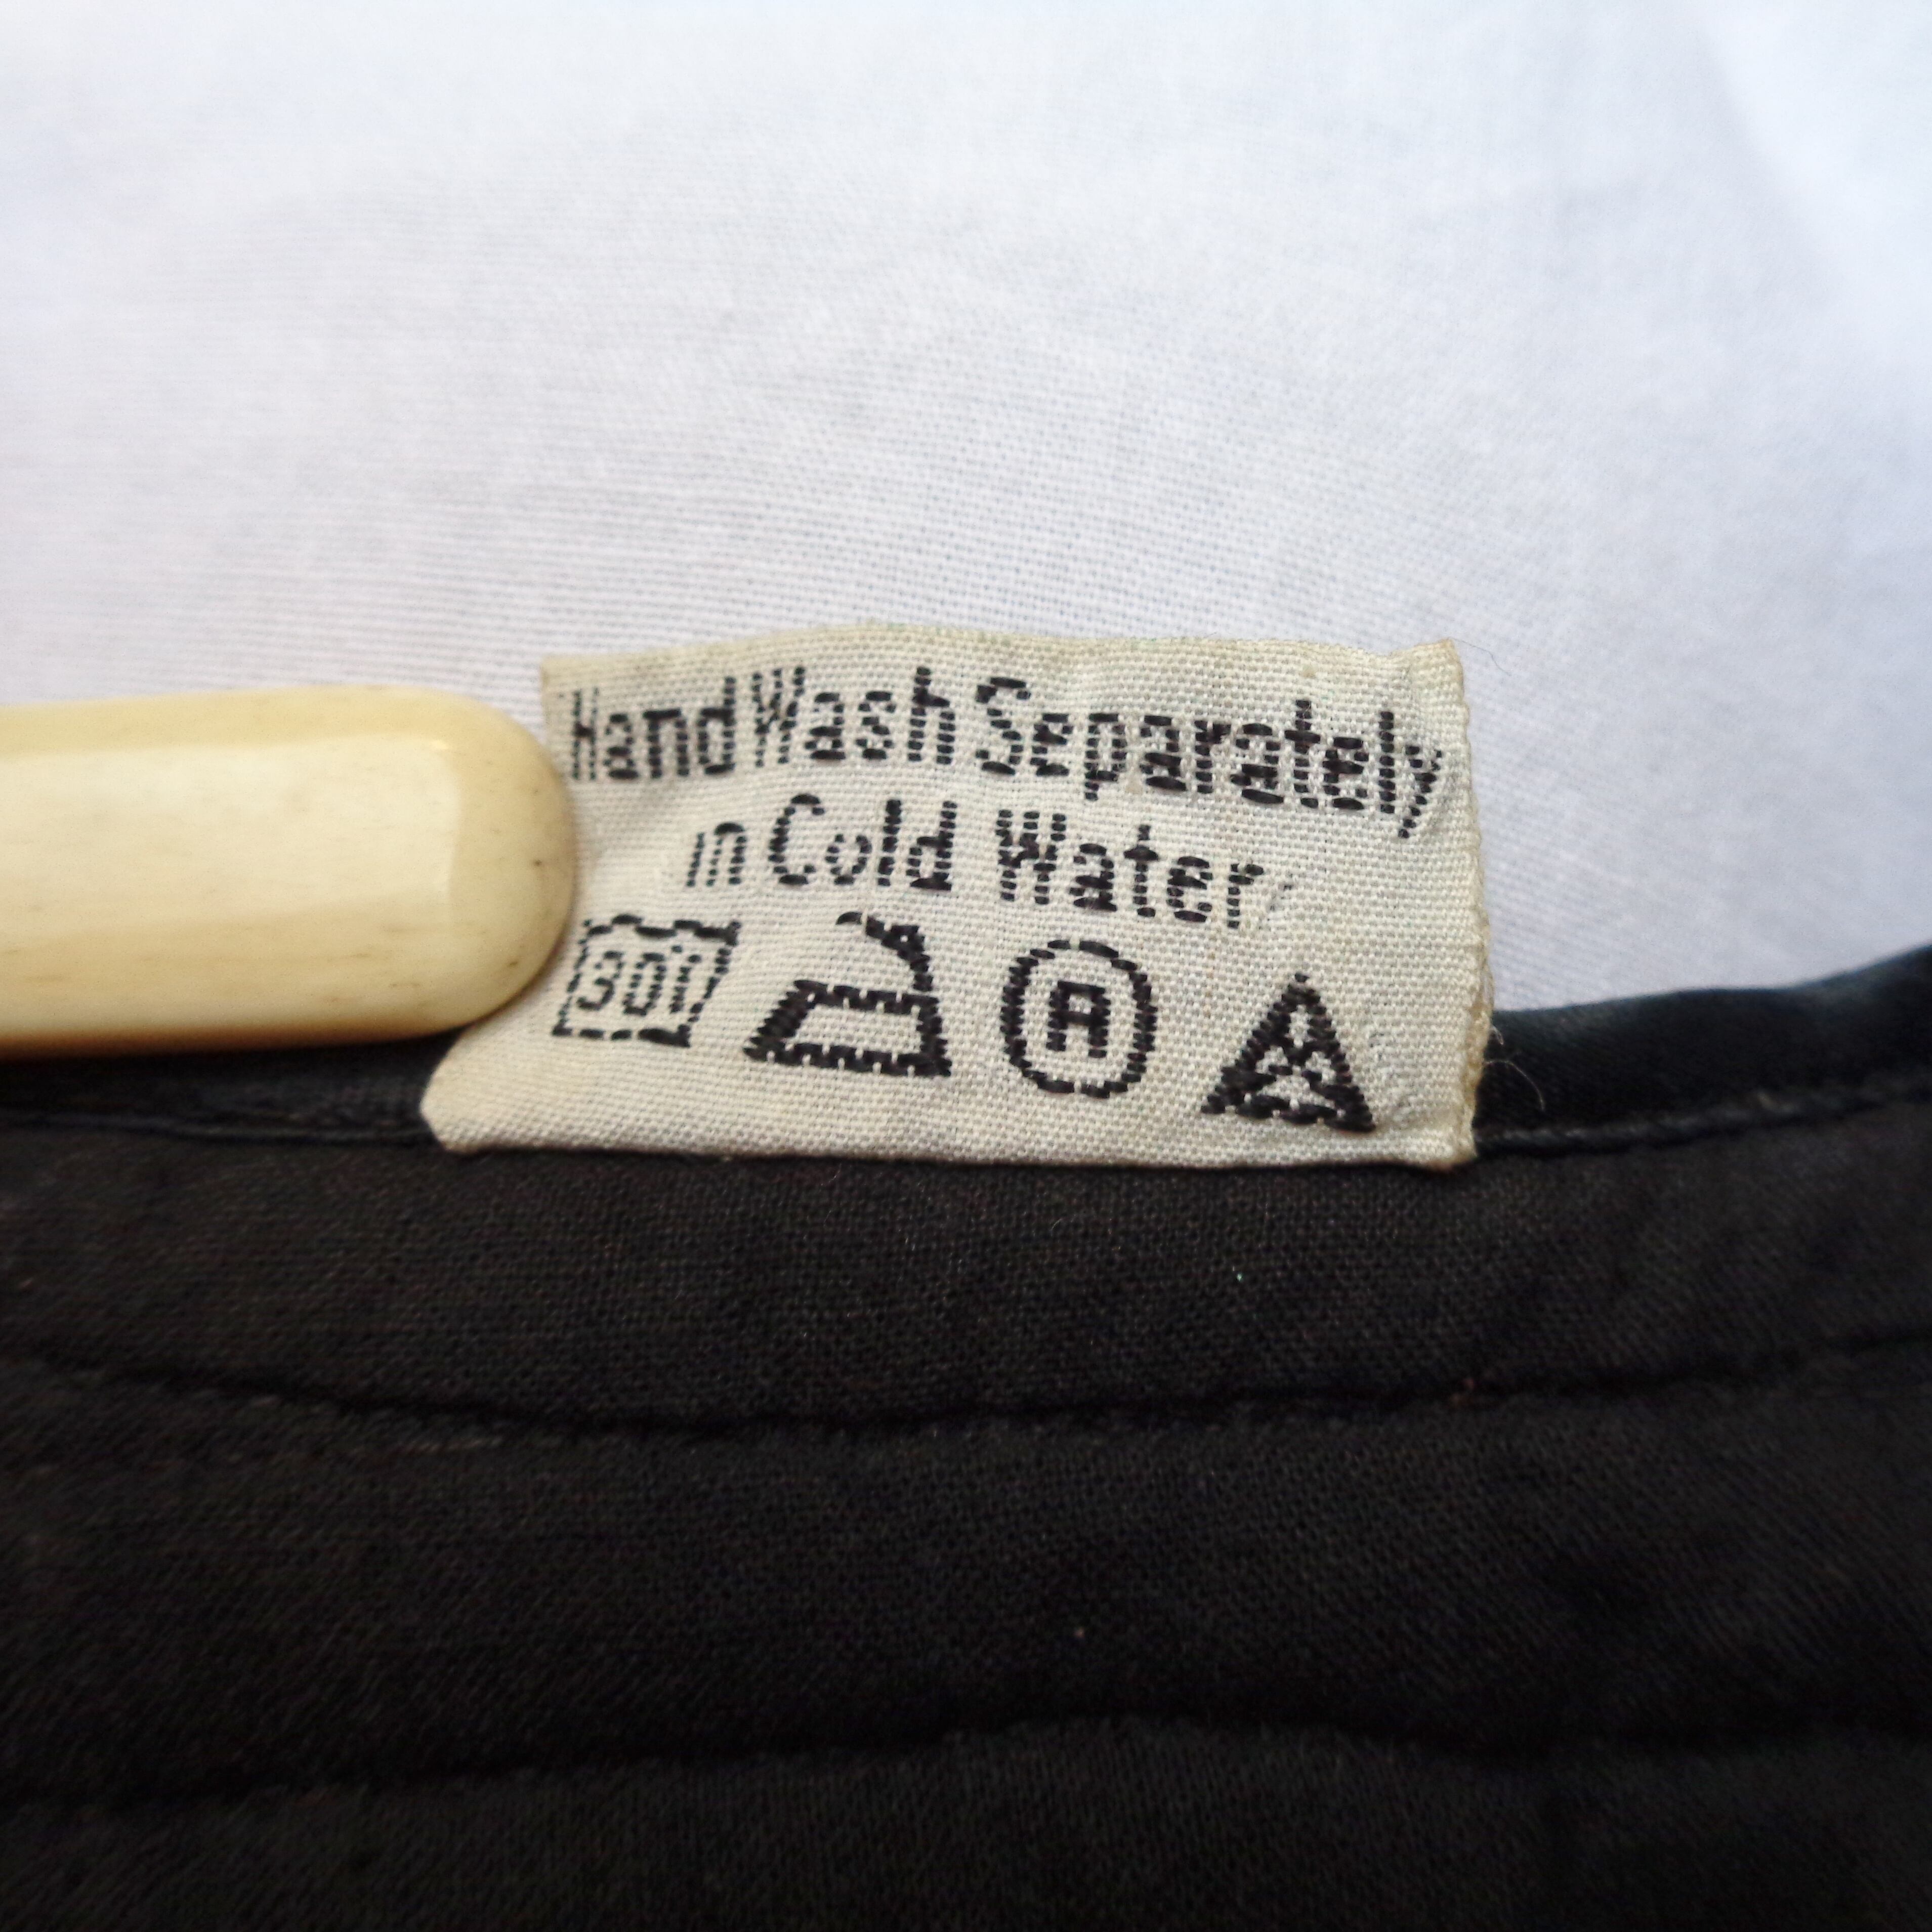 Hand Wash Separately
in Cold Water
30
A